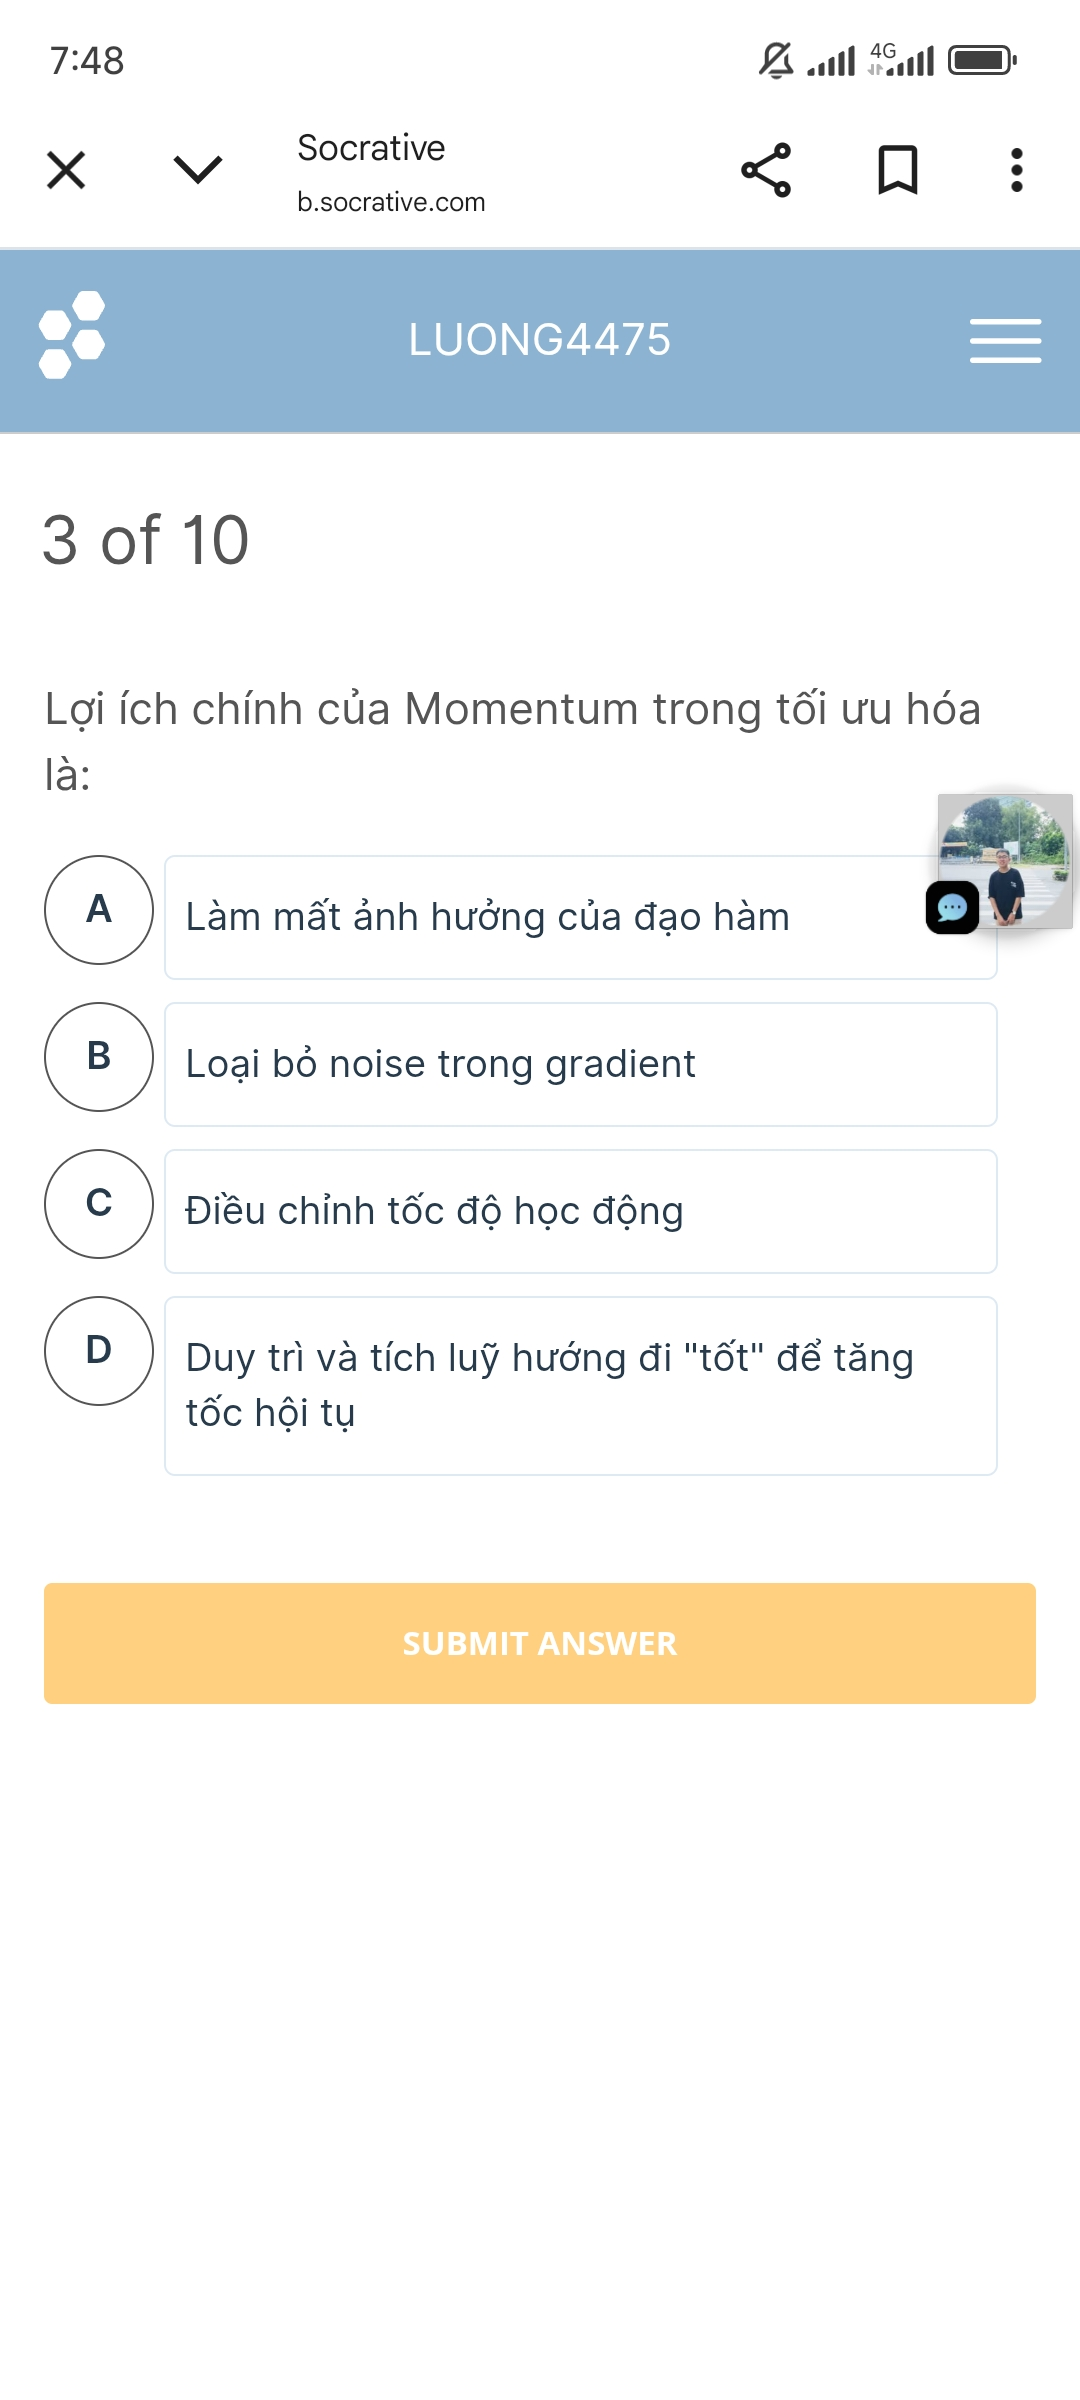 7:48
4G
Socrative
b.socrative.com
LUONG4475
3 of 10
Lợi ích chính của Momentum trong tối ưu hóa
là:
A
Làm mất ảnh hưởng của đạo hàm
B
Loại bỏ noise trong gradient
C
Điều chỉnh tốc độ học động
D
Duy trì và tích luỹ hướng đi "tốt" để tăng
tốc hội tụ
SUBMIT ANSWER